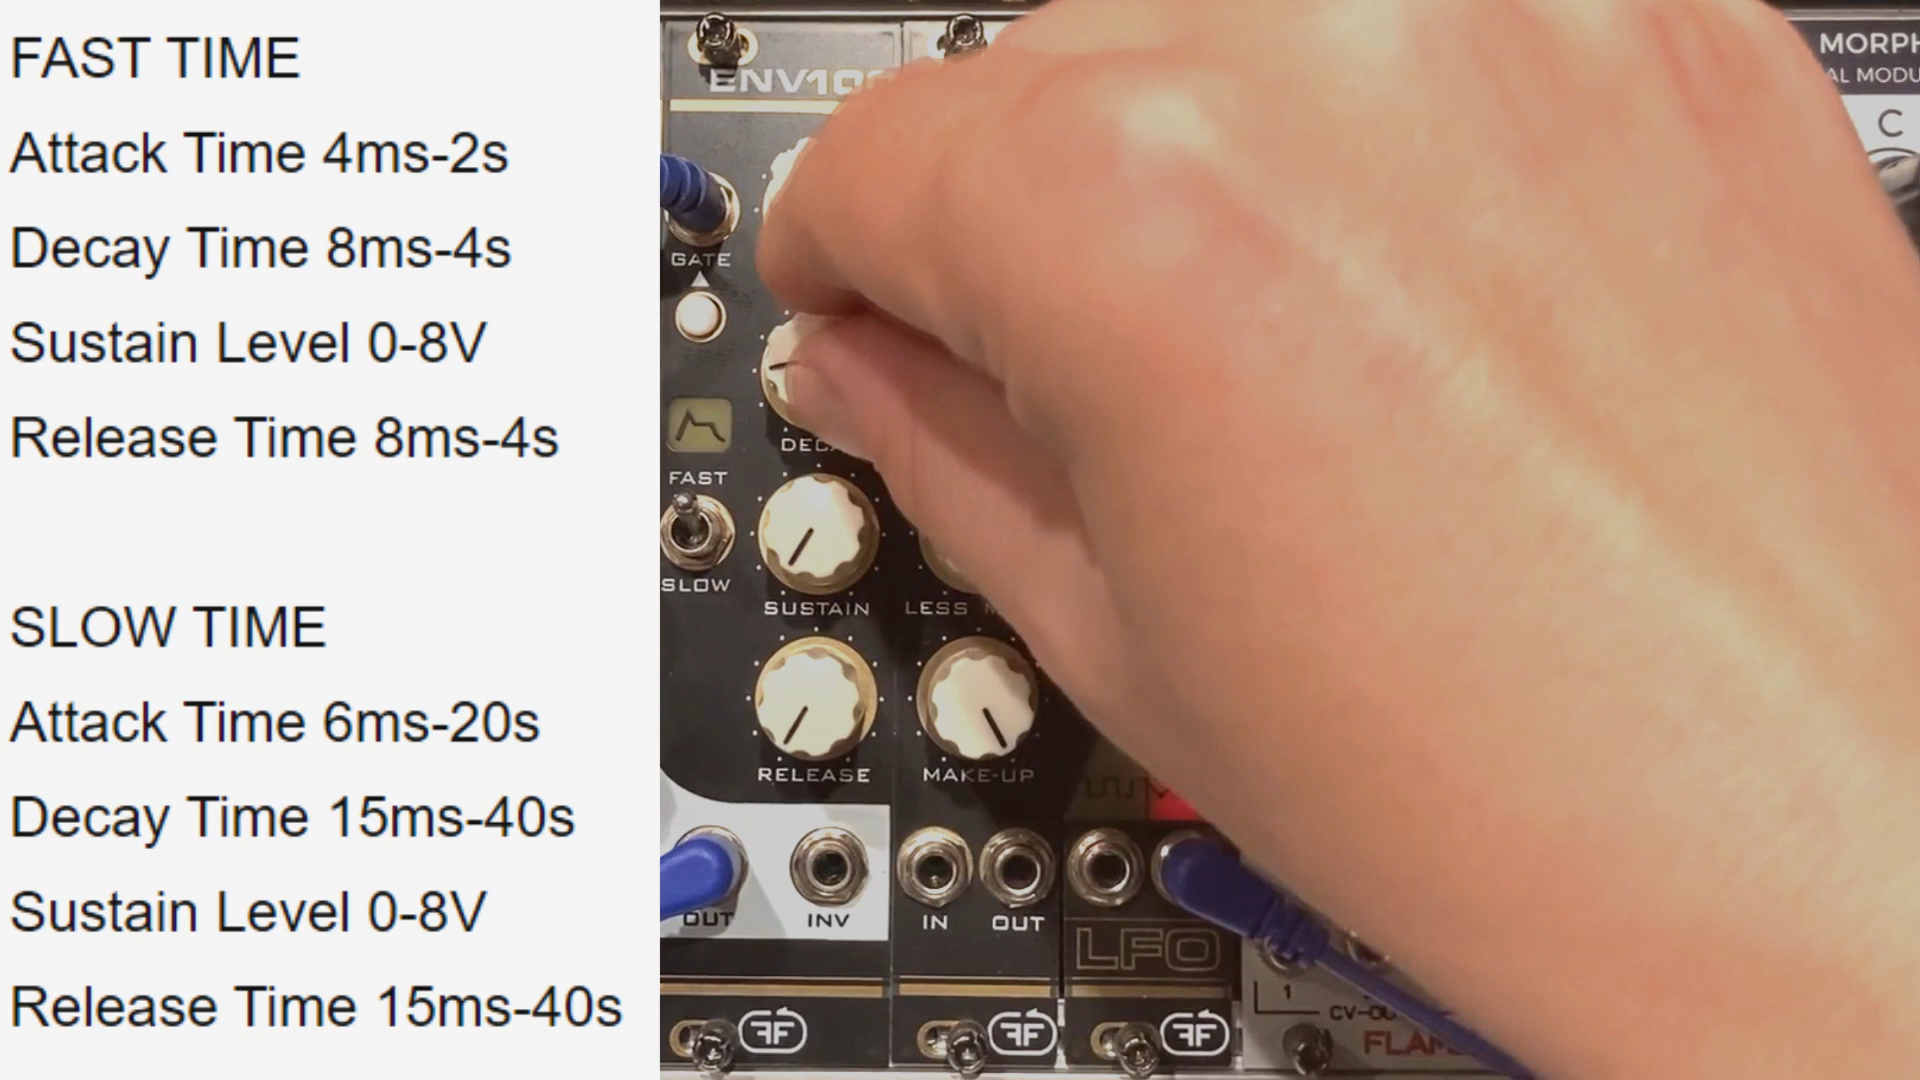 FAST TIME
Attack Time 4ms-2s
Decay Time 8ms-4s
Sustain Level 0-8V
Release Time 8ms-4s
SLOW TIME
Attack Time 6ms-20s
Decay Time 15ms-40s
Sustain Level 0-8V
Release Time 15ms-40s
GATE
FAST
SLOW
SUSTAIN
LESS
RELEASE
MAKE-UP
OUT
INV
IN
OUT
LFO
C
1